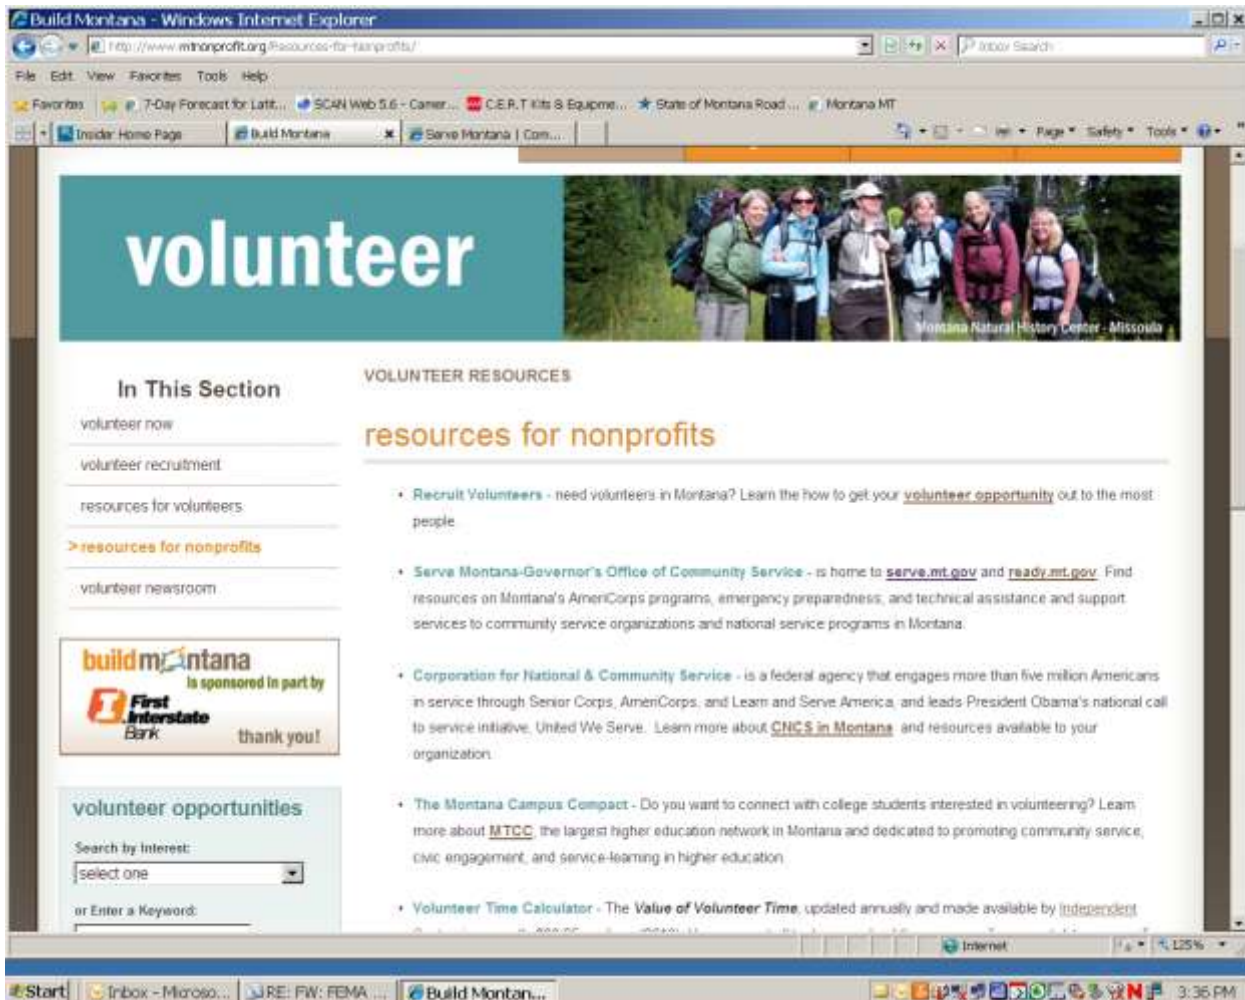 Build Montana - Windows Internet Explorer
http://www.mtnonprofit.org/Resources-for-Nonprofits/
Inbox Search
File Edit View Favorites Tools Help
Favorites 7-Day Forecast for Latit... SCAN Web 5.6 - Camer... C.E.R.T Kits & Equipme... State of Montana Road ... Montana MT
Insider Home Page Build Montana Serve Montana | Com...
Page Safety Tools
volunteer
Montana Natural History Center - Missoula
In This Section
volunteer now
volunteer recruitment
resources for volunteers
> resources for nonprofits
volunteer newsroom
buildmontana
is sponsored in part by
First
Interstate
Bank
thank you!
volunteer opportunities
Search by Interest:
select one
or Enter a Keyword:
VOLUNTEER RESOURCES
resources for nonprofits
• Recruit Volunteers - need volunteers in Montana? Learn the how to get your volunteer opportunity out to the most
people.
• Serve Montana-Governor's Office of Community Service - is home to serve.mt.gov and ready.mt.gov. Find
resources on Montana's AmeriCorps programs, emergency preparedness, and technical assistance and support
services to community service organizations and national service programs in Montana.
• Corporation for National & Community Service - is a federal agency that engages more than five million Americans
in service through Senior Corps, AmeriCorps, and Learn and Serve America, and leads President Obama's national call
to service initiative, United We Serve. Learn more about CNCS in Montana and resources available to your
organization.
• The Montana Campus Compact - Do you want to connect with college students interested in volunteering? Learn
more about MTCC, the largest higher education network in Montana and dedicated to promoting community service,
civic engagement, and service-learning in higher education.
• Volunteer Time Calculator - The Value of Volunteer Time, updated annually and made available by Independent
Internet 125%
Start Inbox - Microso... RE: FW: FEMA ... Build Montan... 3:36 PM